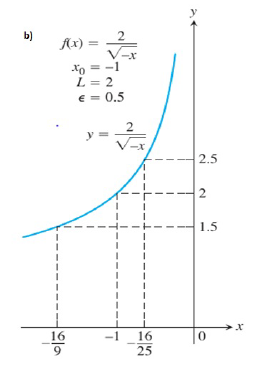 y
b)
f(x) = 2/√-x
x₀ = -1
L = 2
ϵ = 0.5
y = 2/√-x
2.5
2
1.5
-16/9 -1 -16/25 0 x